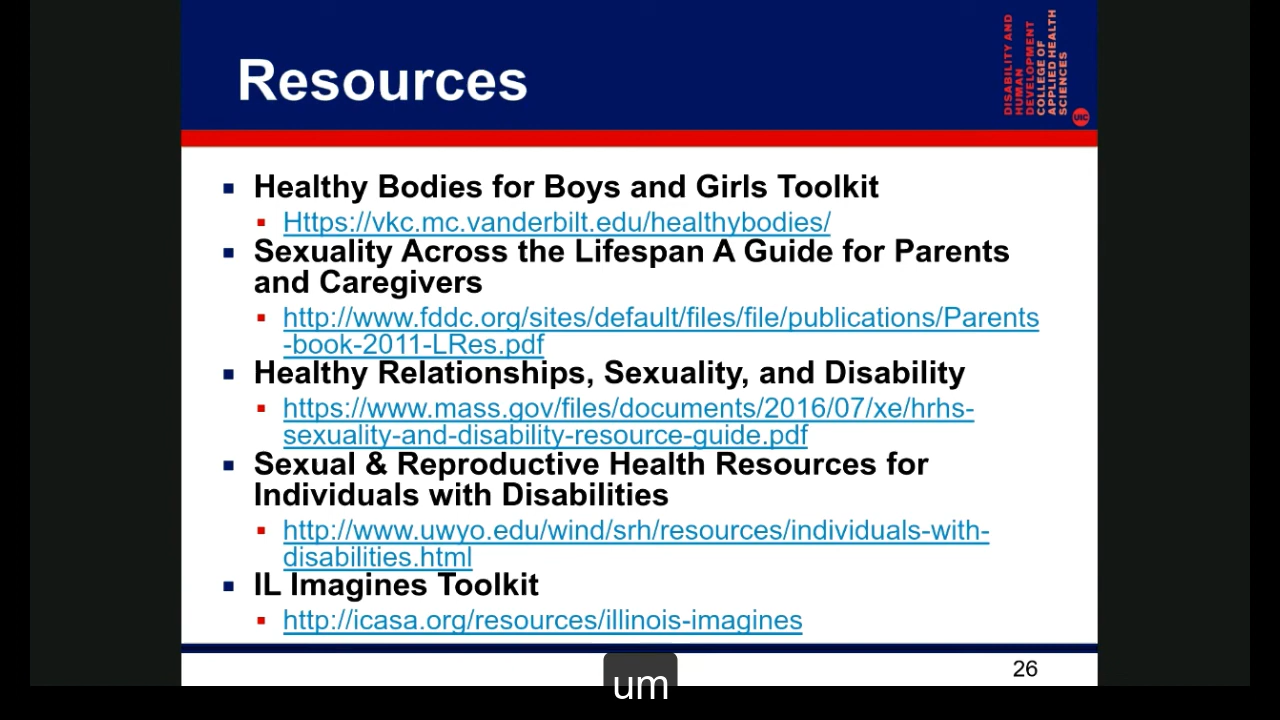 Resources
DISABILITY AND
HUMAN
DEVELOPMENT
COLLEGE OF
APPLIED HEALTH
SCIENCES
UIC
Healthy Bodies for Boys and Girls Toolkit
Https://vkc.mc.vanderbilt.edu/healthybodies/
Sexuality Across the Lifespan A Guide for Parents
and Caregivers
http://www.fddc.org/sites/default/files/file/publications/Parents
-book-2011-LRes.pdf
Healthy Relationships, Sexuality, and Disability
https://www.mass.gov/files/documents/2016/07/xe/hrhs-
sexuality-and-disability-resource-guide.pdf
Sexual & Reproductive Health Resources for
Individuals with Disabilities
http://www.uwyo.edu/wind/srh/resources/individuals-with-
disabilities.html
IL Imagines Toolkit
http://icasa.org/resources/illinois-imagines
26
um